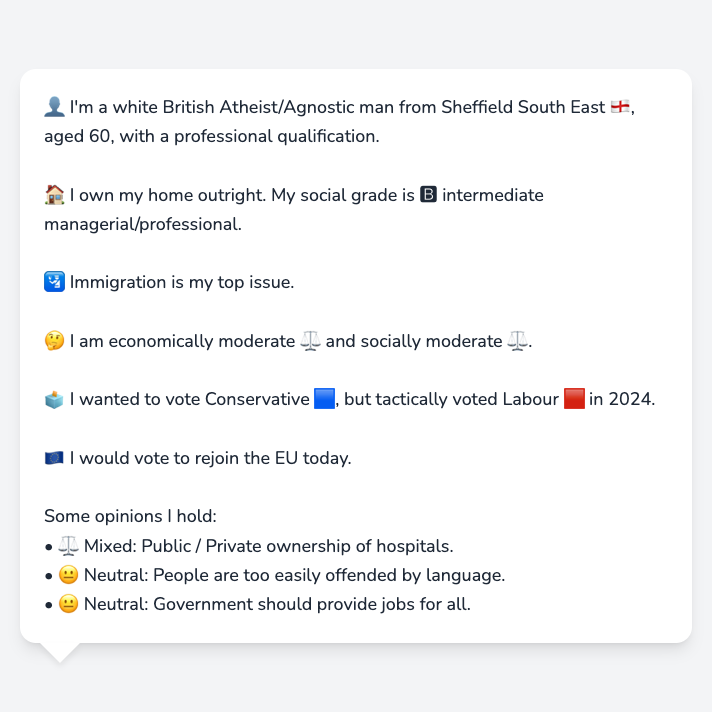 👤 I'm a white British Atheist/Agnostic man from Sheffield South East 🏴󠁧󠁢󠁥󠁮󠁧󠁿,
aged 60, with a professional qualification.
🏠 I own my home outright. My social grade is 🅱 intermediate
managerial/professional.
🛂 Immigration is my top issue.
🤔 I am economically moderate ⚖️ and socially moderate ⚖️.
🗳️ I wanted to vote Conservative 🟦, but tactically voted Labour 🟥 in 2024.
🇪🇺 I would vote to rejoin the EU today.
Some opinions I hold:
• ⚖️ Mixed: Public / Private ownership of hospitals.
• 😐 Neutral: People are too easily offended by language.
• 😐 Neutral: Government should provide jobs for all.